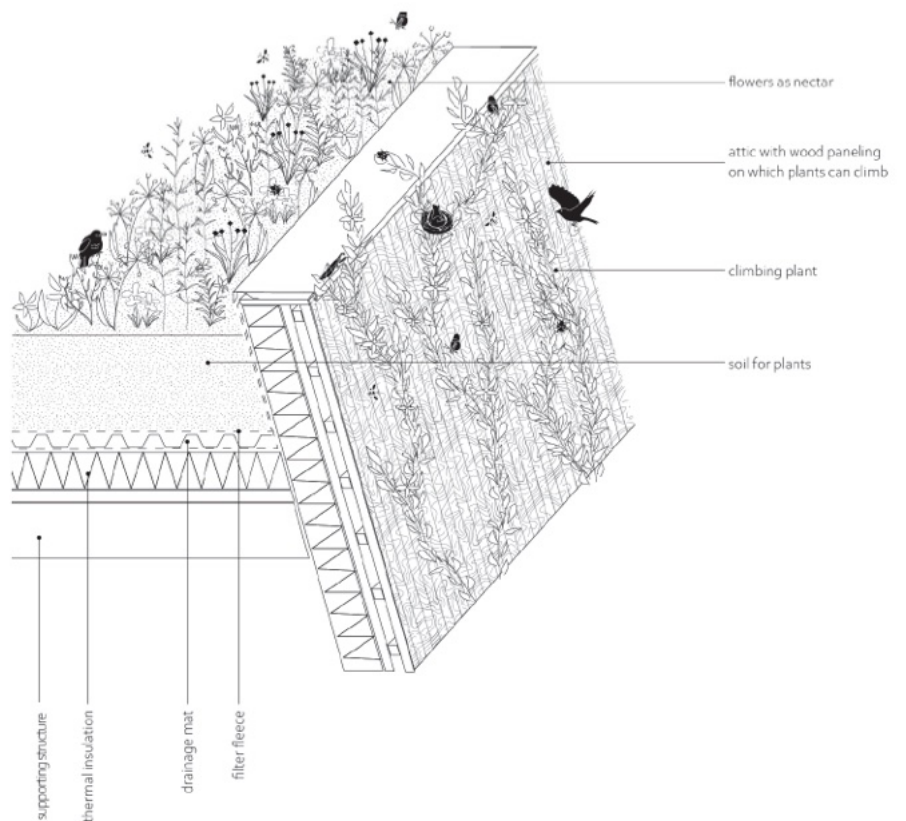 flowers as nectar
attic with wood paneling
on which plants can climb
climbing plant
soil for plants
supporting structure
thermal insulation
drainage mat
filter fleece